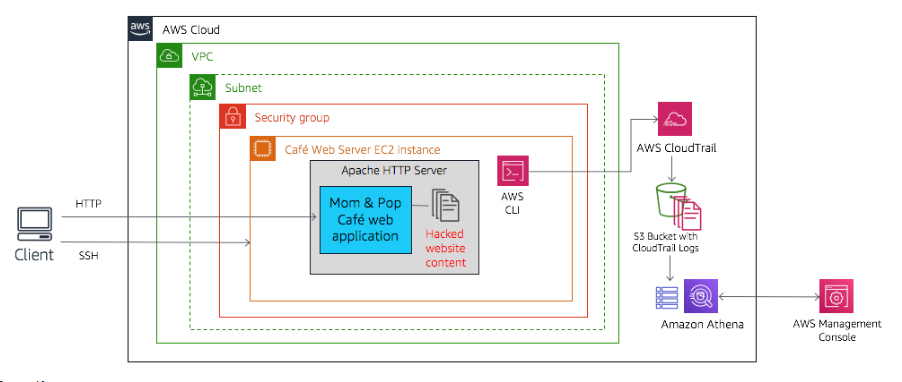 aws
AWS Cloud
VPC
Subnet
Security group
Café Web Server EC2 Instance
Apache HTTP Server
Mom & Pop
Café web
application
Hacked
website
content
AWS
CLI
HTTP
SSH
Client
AWS CloudTrail
S3 Bucket with
CloudTrail Logs
Amazon Athena
AWS Management
Console